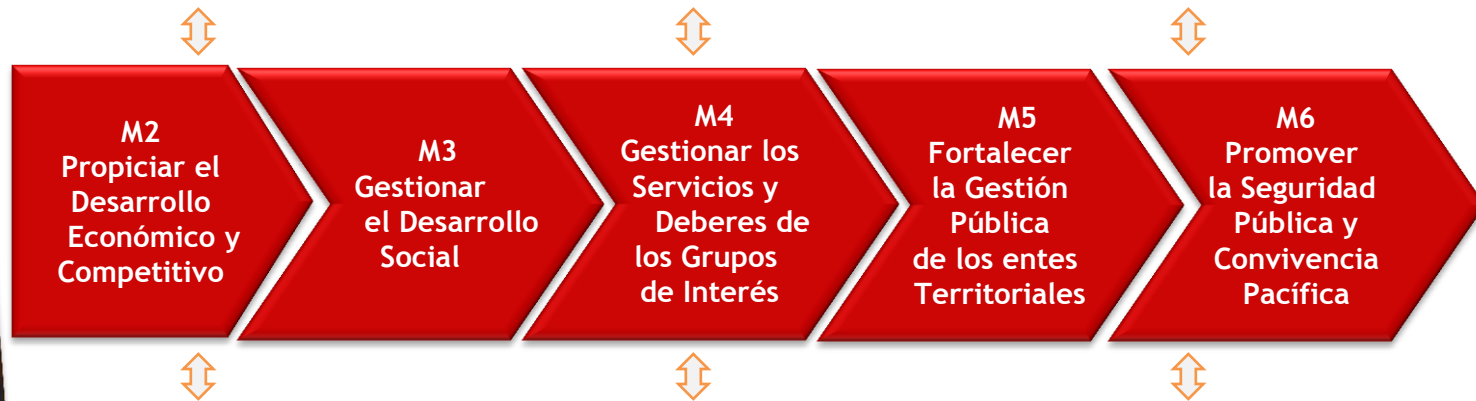 M2
Propiciar el
Desarrollo
Económico y
Competitivo
M3
Gestionar
el Desarrollo
Social
M4
Gestionar los
Servicios y
Deberes de
los Grupos
de Interés
M5
Fortalecer
la Gestión
Pública
de los entes
Territoriales
M6
Promover
la Seguridad
Pública y
Convivencia
Pacífica